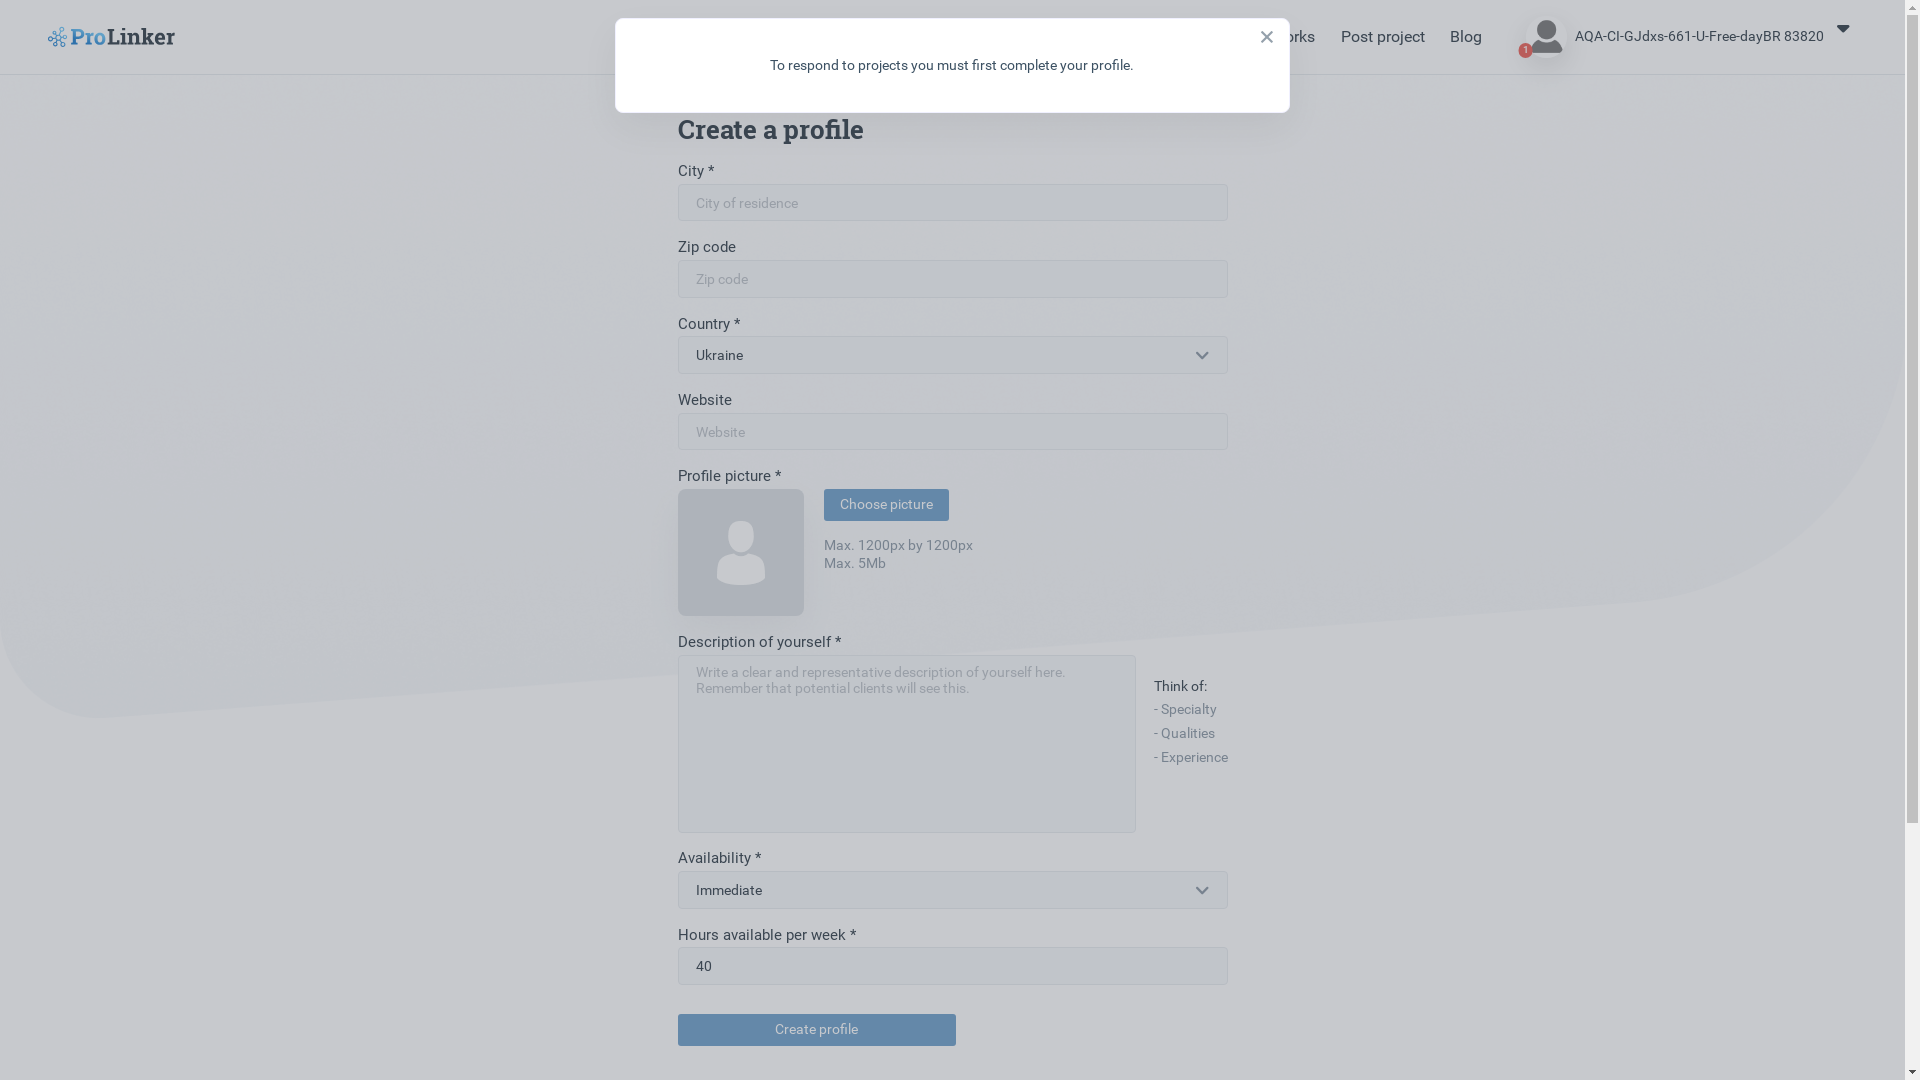 ProLinker
orks
Post project
Blog
1
AQA-CI-GJdxs-661-U-Free-dayBR 83820
To respond to projects you must first complete your profile.
Create a profile
City *
City of residence
Zip code
Zip code
Country *
Ukraine
Website
Website
Profile picture *
Choose picture
Max. 1200px by 1200px
Max. 5Mb
Description of yourself *
Write a clear and representative description of yourself here.
Remember that potential clients will see this.
Think of:
- Specialty
- Qualities
- Experience
Availability *
Immediate
Hours available per week *
40
Create profile